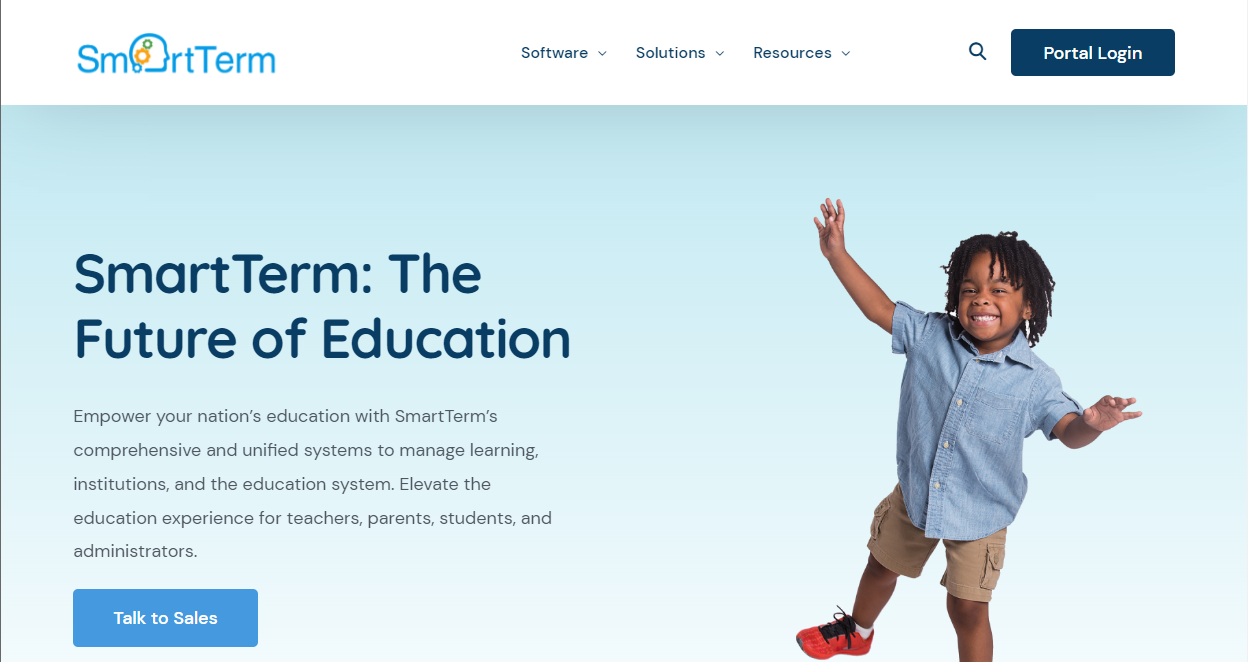 SmartTerm
Software
Solutions
Resources
Portal Login
SmartTerm: The
Future of Education
Empower your nation’s education with SmartTerm’s
comprehensive and unified systems to manage learning,
institutions, and the education system. Elevate the
education experience for teachers, parents, students, and
administrators.
Talk to Sales